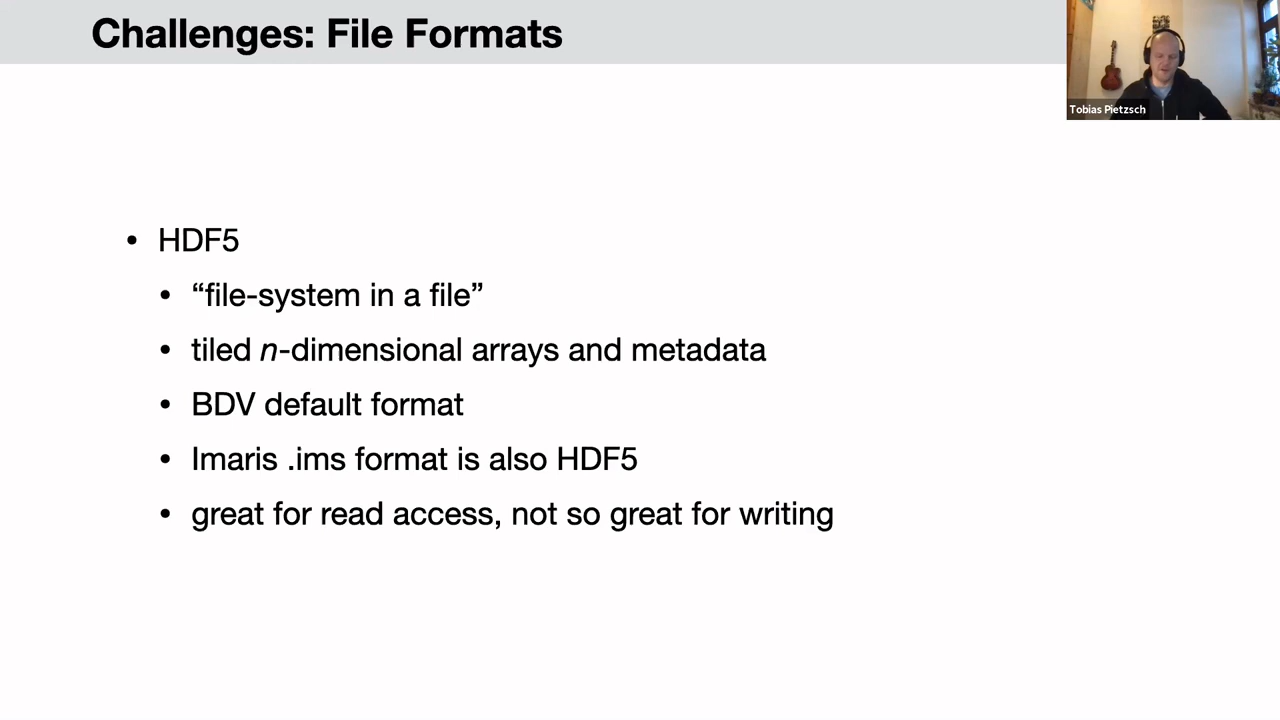 Challenges: File Formats
Tobias Pietzsch
• HDF5
• “file-system in a file”
• tiled n-dimensional arrays and metadata
• BDV default format
• Imaris .ims format is also HDF5
• great for read access, not so great for writing